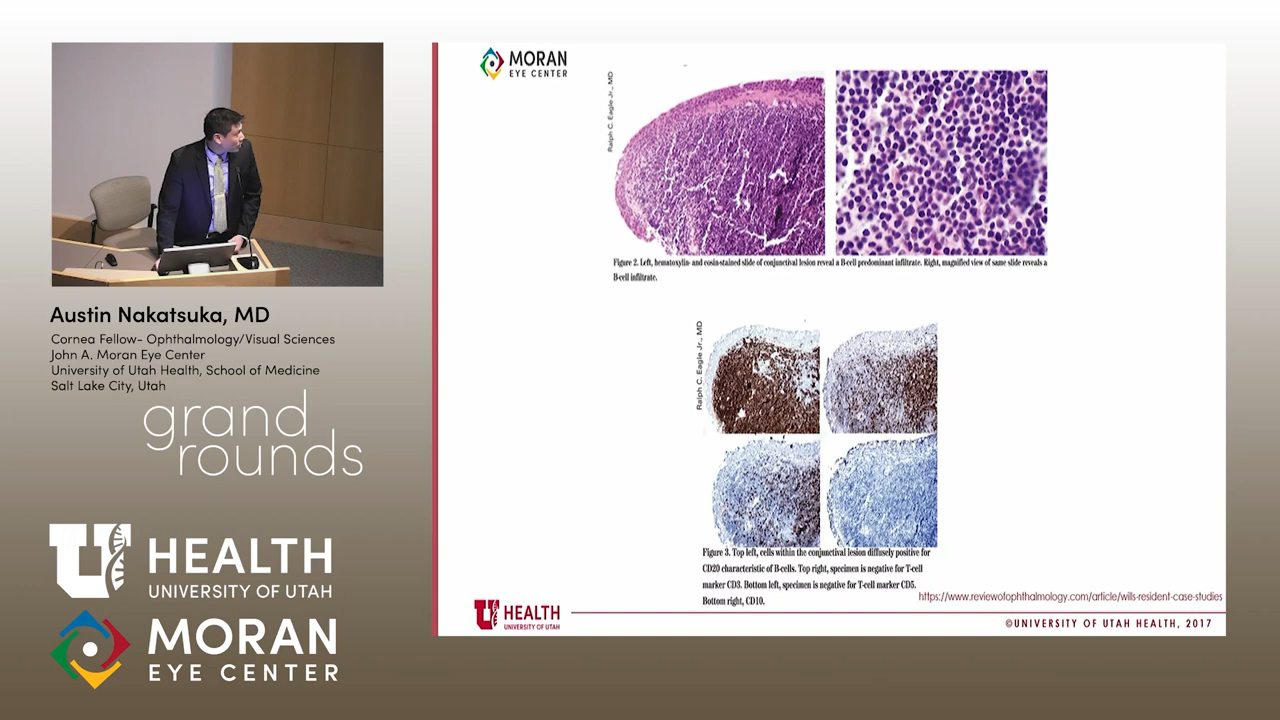 Austin Nakatsuka, MD
Cornea Fellow- Ophthalmology/Visual Sciences
John A. Moran Eye Center
University of Utah Health, School of Medicine
Salt Lake City, Utah
grand
rounds
U
HEALTH
UNIVERSITY OF UTAH
MORAN
EYE CENTER
MORAN
EYE CENTER
Ralph C. Eagle Jr., MD
Figure 2. Left, hematoxylin- and eosin-stained slide of conjunctival lesion reveal a B-cell predominant infiltrate. Right, magnified view of same slide reveals a
B-cell infiltrate.
Ralph C. Eagle Jr., MD
Figure 3. Top left, cells within the conjunctival lesion diffusely positive for
CD20 characteristic of B-cells. Top right, specimen is negative for T-cell
marker CD3. Bottom left, specimen is negative for T-cell marker CD5.
Bottom right, CD10.
https://www.reviewofophthalmology.com/article/wills-resident-case-studies
U
HEALTH
UNIVERSITY OF UTAH
©UNIVERSITY OF UTAH HEALTH, 2017